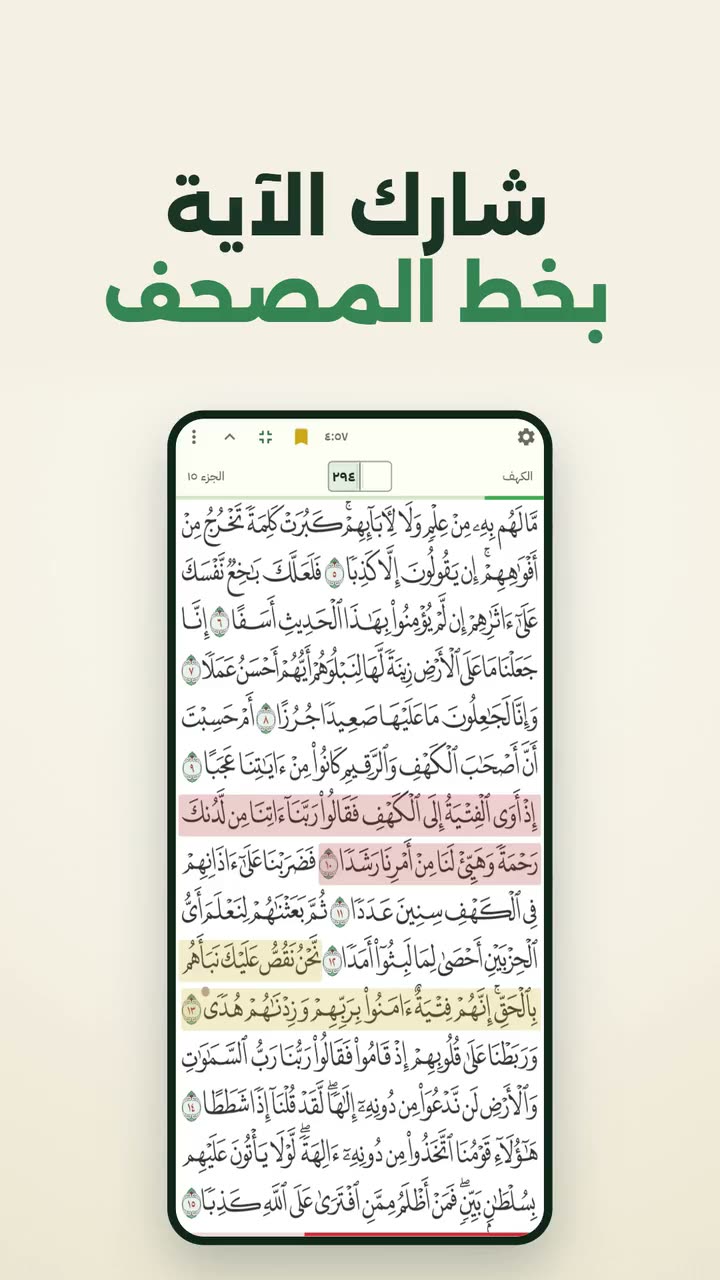 شارك الآية
بخط المصحف
٤:٥٧
الكهف
٢٩٤
الجزء ١٥
مَّا لَهُم بِهِۦ مِنْ عِلْمٍ وَلَا لِأٓبَآئِهِمْۚ كَبُرَتْ كَلِمَةً تَخْرُجُ مِنْ
أَفْوَٰهِهِمْۚ إِن يَقُولُونَ إِلَّا كَذِبًا ٥ فَلَعَلَّكَ بَٰخِعٌ نَّفْسَكَ
عَلَىٰٓ ءَاثَٰرِهِمْ إِن لَّمْ يُؤْمِنُوا۟ بِهَٰذَا ٱلْحَدِيثِ أَسَفًا ٦ إِنَّا
جَعَلْنَا مَا عَلَى ٱلْأَرْضِ زِينَةً لَّهَا لِنَبْلُوَهُمْ أَيُّهُمْ أَحْسَنُ عَمَلًا ٧
وَإِنَّا لَجَٰعِلُونَ مَا عَلَيْهَا صَعِيدًا جُرُزًا ٨ أَمْ حَسِبْتَ
أَنَّ أَصْحَٰبَ ٱلْكَهْفِ وَٱلرَّقِيمِ كَانُوا۟ مِنْ ءَايَٰتِنَا عَجَبًا ٩
إِذْ أَوَى ٱلْفِتْيَةُ إِلَى ٱلْكَهْفِ فَقَالُوا۟ رَبَّنَآ ءَاتِنَا مِن لَّدُنكَ
رَحْمَةً وَهَيِّئْ لَنَا مِنْ أَمْرِنَا رَشَدًا ١٠ فَضَرَبْنَا عَلَىٰٓ ءَاذَانِهِمْ
فِى ٱلْكَهْفِ سِنِينَ عَدَدًا ١١ ثُمَّ بَعَثْنَٰهُمْ لِنَعْلَمَ أَىُّ
ٱلْحِزْبَيْنِ أَحْصَىٰ لِمَا لَبِثُوٓا۟ أَمَدًا ١٢ نَّحْنُ نَقُصُّ عَلَيْكَ نَبَأَهُم
بِٱلْحَقِّۚ إِنَّهُمْ فِتْيَةٌ ءَامَنُوا۟ بِرَبِّهِمْ وَزِدْنَٰهُمْ هُدًى ١٣
وَرَبَطْنَا عَلَىٰ قُلُوبِهِمْ إِذْ قَامُوا۟ فَقَالُوا۟ رَبُّنَا رَبُّ ٱلسَّمَٰوَٰتِ
وَٱلْأَرْضِ لَن نَّدْعُوَا۟ مِن دُونِهِۦٓ إِلَٰهًاۖ لَّقَدْ قُلْنَآ إِذًا شَطَطًا ١٤
هَٰٓؤُلَآءِ قَوْمُنَا ٱتَّخَذُوا۟ مِن دُونِهِۦٓ ءَالِهَةًۖ لَّوْلَا يَأْتُونَ عَلَيْهِم
بِسُلْطَٰنٍۭ بَيِّنٍۖ فَمَنْ أَظْلَمُ مِمَّنِ ٱفْتَرَىٰ عَلَى ٱللَّهِ كَذِبًا ١٥